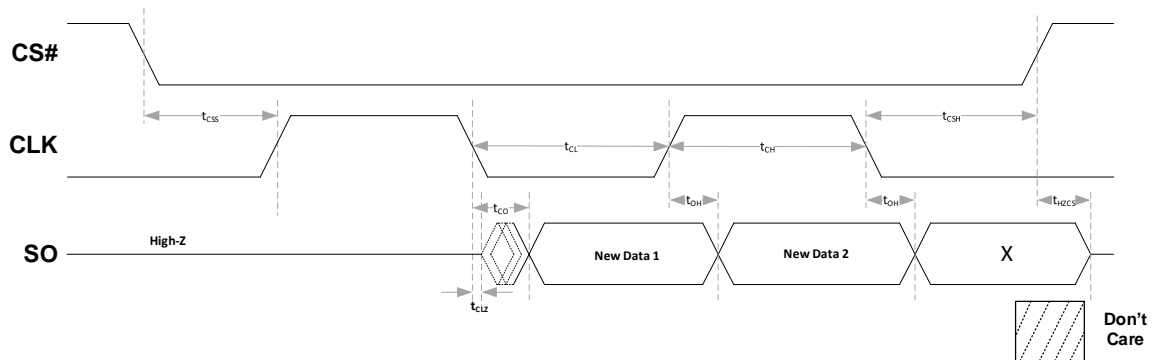 CS#
tCSS
tCSH
CLK
tCL
tCH
tCO
tOH
tOH
tHZCS
High-Z
SO
New Data 1
New Data 2
X
tCLZ
Don't
Care